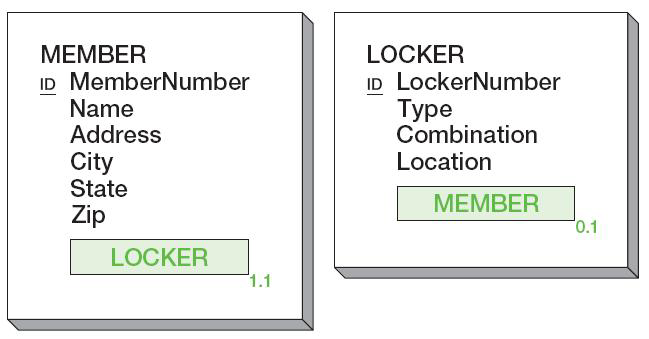 MEMBER
ID MemberNumber
Name
Address
City
State
Zip
LOCKER
1.1
LOCKER
ID LockerNumber
Type
Combination
Location
MEMBER
0.1